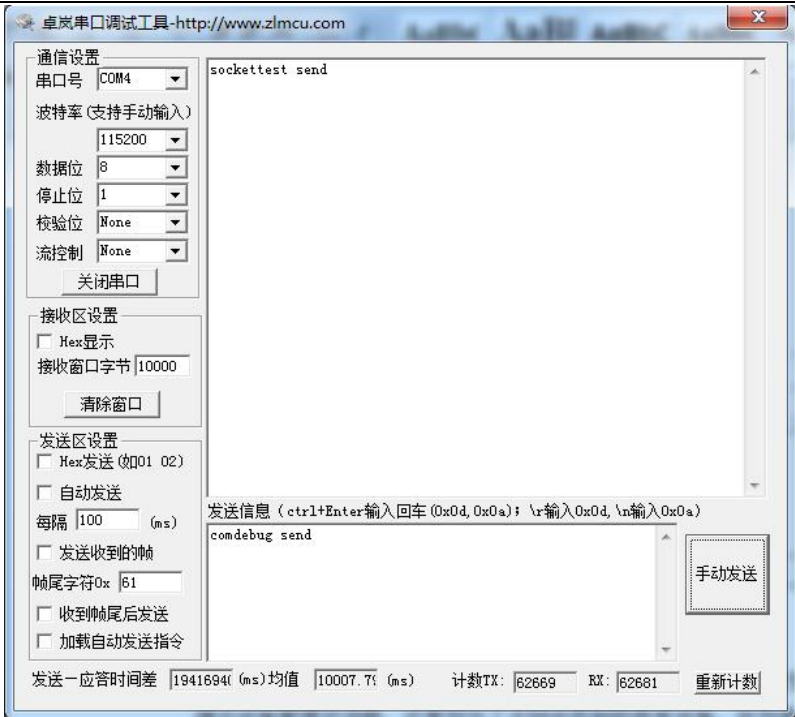 卓岚串口调试工具-http://www.zlmcu.com
通信设置
串口号 COM4
波特率(支持手动输入)
115200
数据位 8
停止位 1
校验位 None
流控制 None
关闭串口
接收区设置
Hex显示
接收窗口字节 10000
清除窗口
发送区设置
Hex发送(如01 02)
自动发送
每隔 100 (ms)
发送收到的帧
帧尾字符0x 61
收到帧尾后发送
加载自动发送指令
sockettest send
发送信息(ctrl+Enter输入回车(0x0d,0x0a); \r输入0x0d,\n输入0x0a)
comdebug send
手动发送
发送一应答时间差 1941694( (ms)均值 10007.7 (ms) 计数TX: 62669 RX: 62681 重新计数